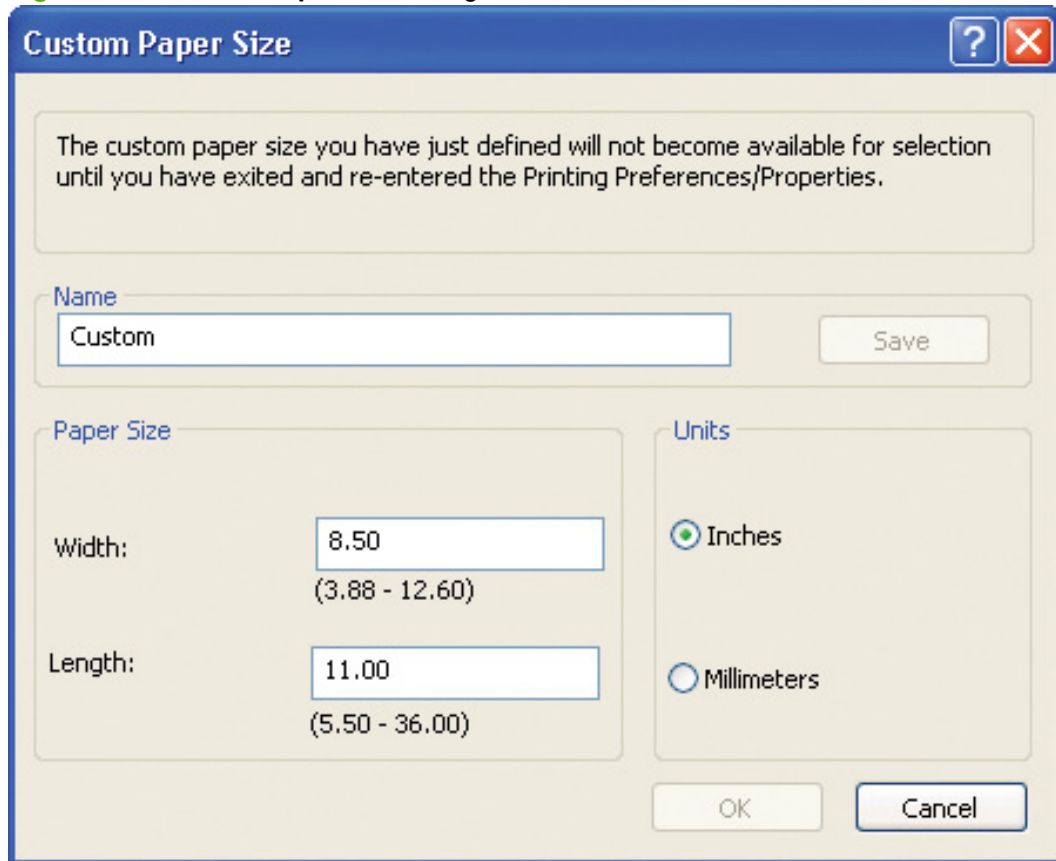 Custom Paper Size
The custom paper size you have just defined will not become available for selection
until you have exited and re-entered the Printing Preferences/Properties.
Name
Custom
Save
Paper Size
Width:
8.50
(3.88 - 12.60)
Length:
11.00
(5.50 - 36.00)
Units
Inches
Millimeters
OK
Cancel